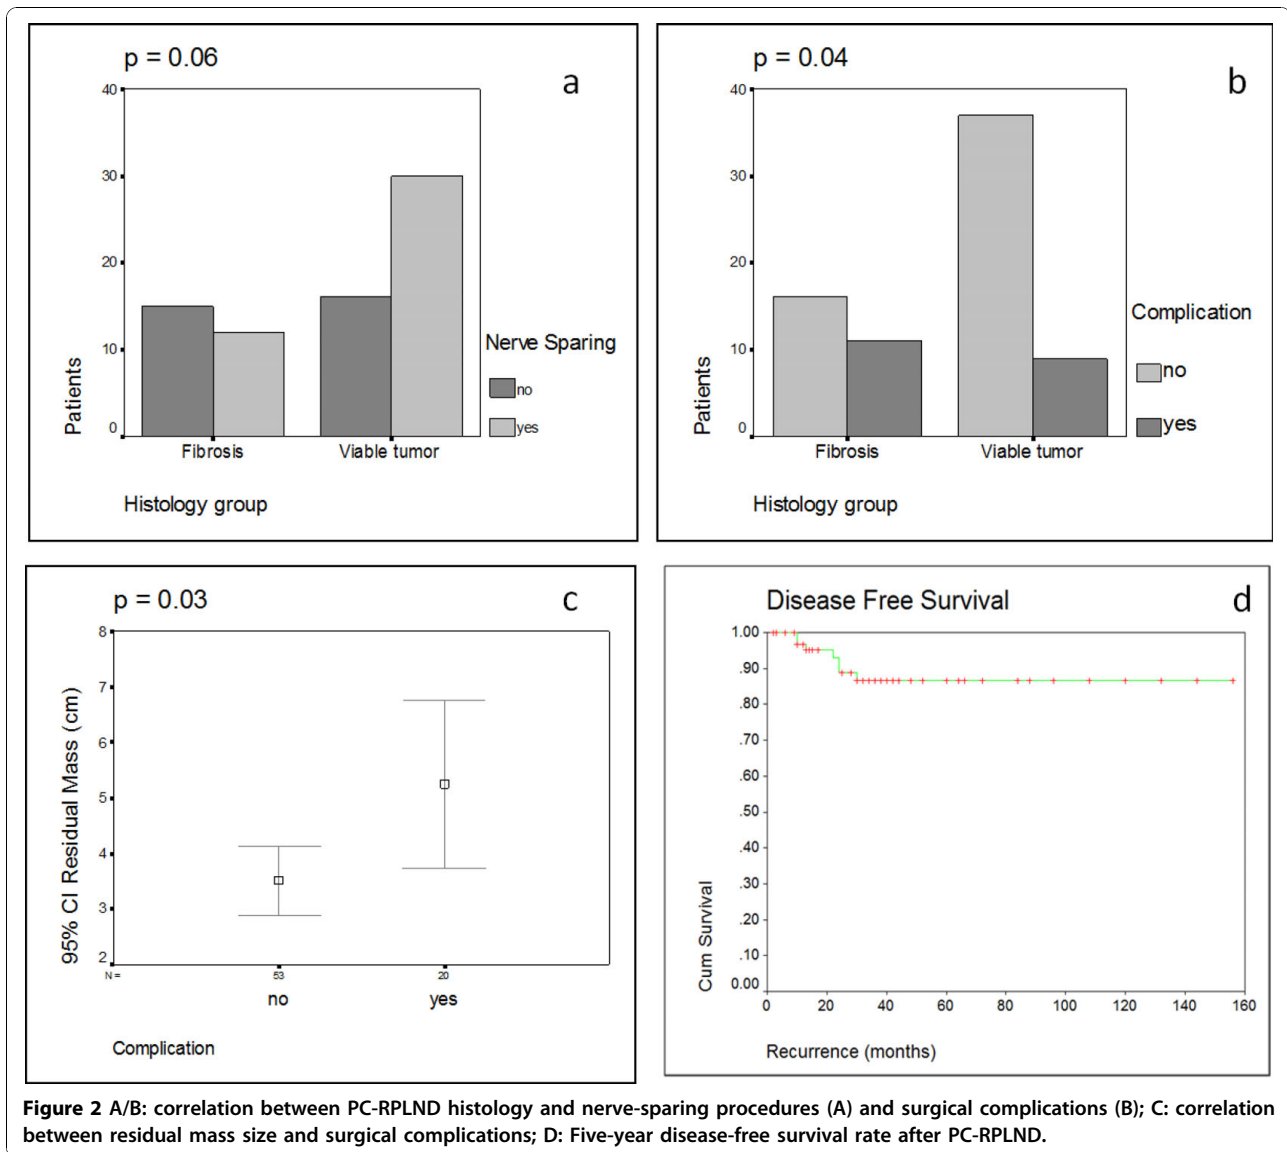 p = 0.06
a
40
30
20
10
0
Patients
Fibrosis
Viable tumor
Histology group
Nerve Sparing
no
yes
p = 0.04
b
40
30
20
10
0
Patients
Fibrosis
Viable tumor
Histology group
Complication
no
yes
p = 0.03
c
8
7
6
5
4
3
2
95% CI Residual Mass (cm)
N =
53
20
no
yes
Complication
Disease Free Survival
d
1.00
.90
.80
.70
.60
.50
.40
.30
.20
.10
0.00
Cum Survival
0
20
40
60
80
100
120
140
160
Recurrence (months)
Figure 2 A/B: correlation between PC-RPLND histology and nerve-sparing procedures (A) and surgical complications (B); C: correlation
between residual mass size and surgical complications; D: Five-year disease-free survival rate after PC-RPLND.